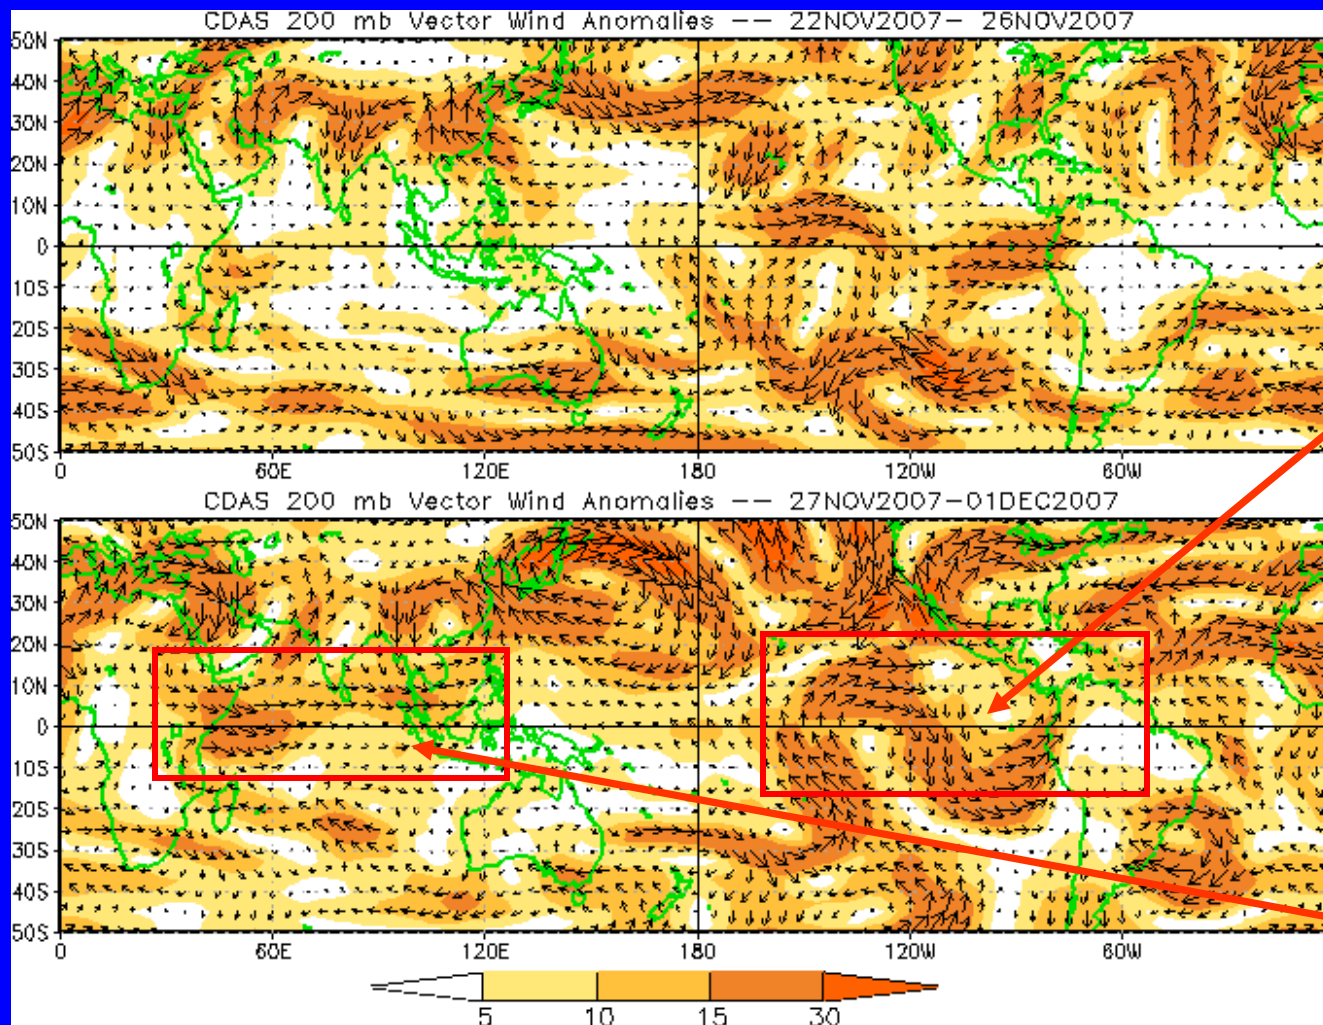 CDAS 200 mb Vector Wind Anomalies -- 22NOV2007- 26NOV2007
50N
40N
30N
20N
10N
0
10S
20S
30S
40S
50S
0 60E 120E 180 120W 60W
CDAS 200 mb Vector Wind Anomalies -- 27NOV2007-01DEC2007
50N
40N
30N
20N
10N
0
10S
20S
30S
40S
50S
0 60E 120E 180 120W 60W
5 10 15 30